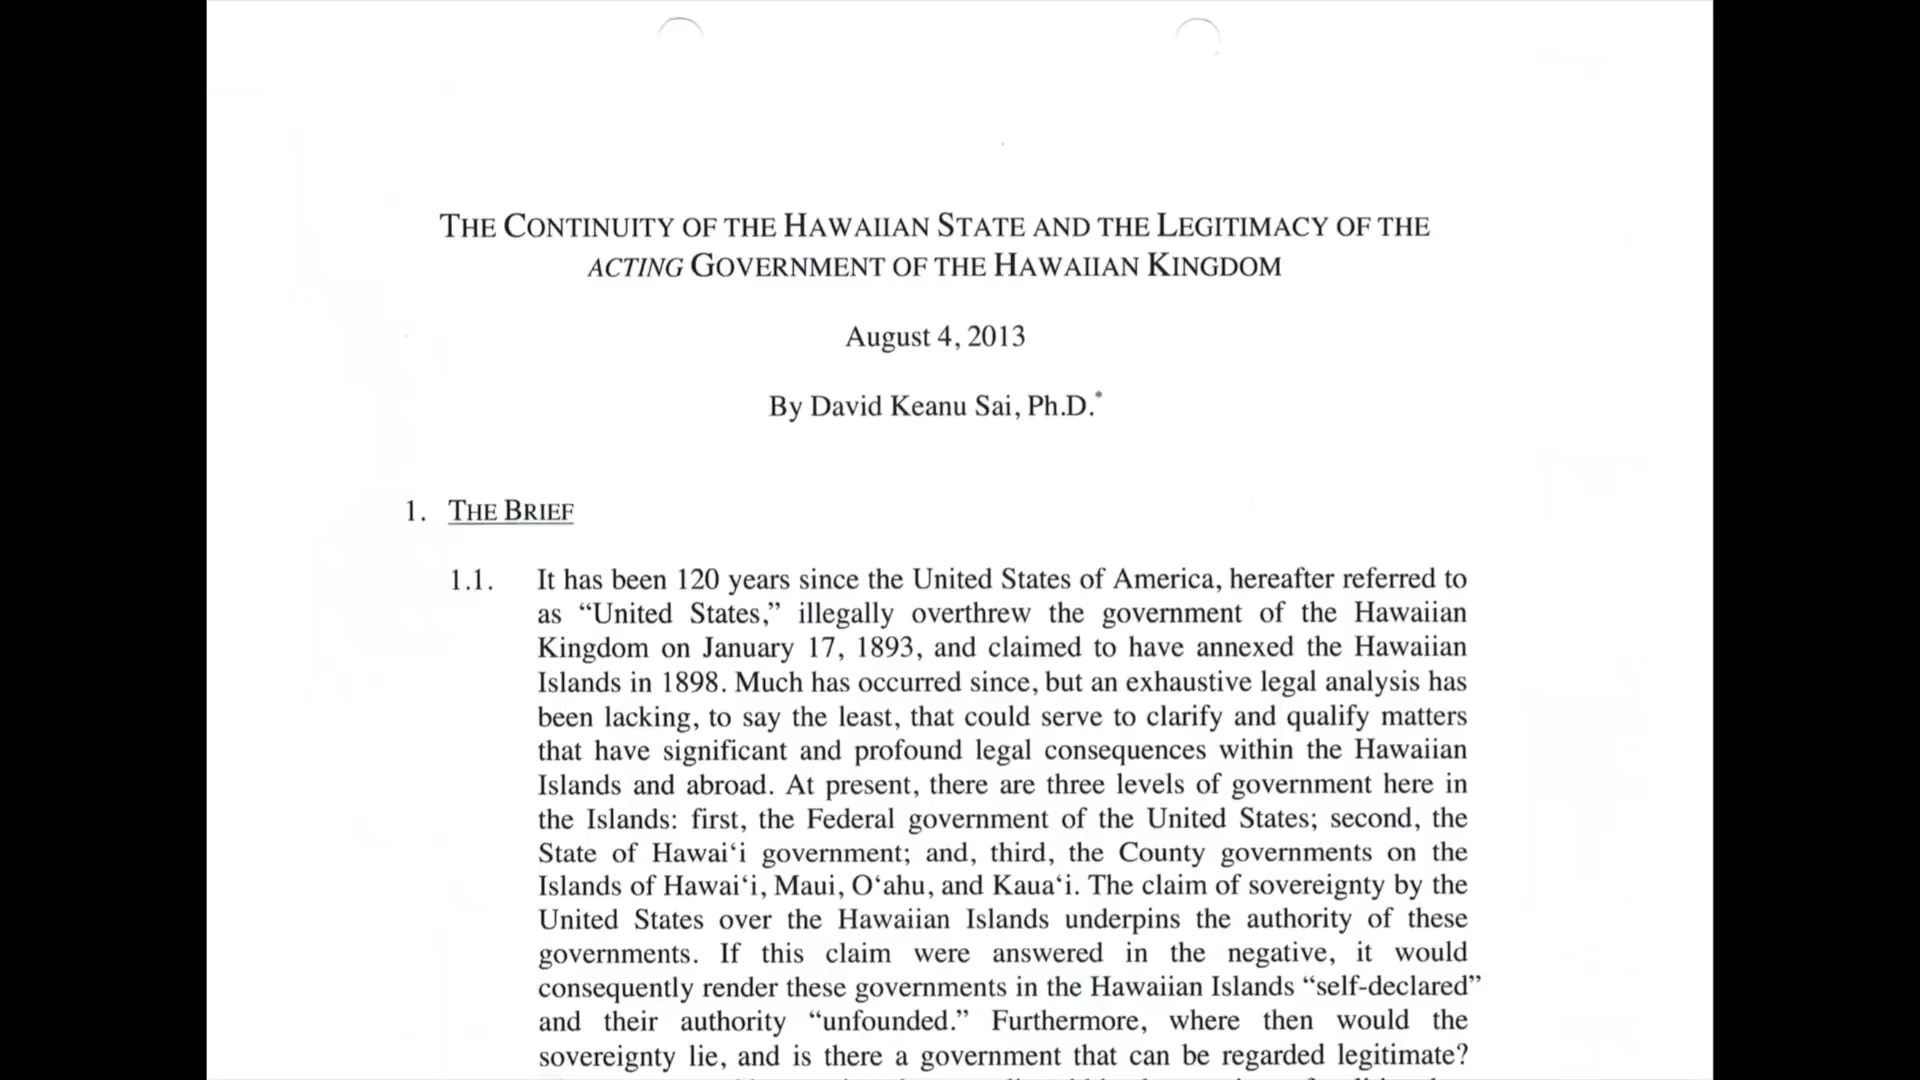 THE CONTINUITY OF THE HAWAIIAN STATE AND THE LEGITIMACY OF THE
ACTING GOVERNMENT OF THE HAWAIIAN KINGDOM
August 4, 2013
By David Keanu Sai, Ph.D.*
1. THE BRIEF
1.1. It has been 120 years since the United States of America, hereafter referred to
as “United States,” illegally overthrew the government of the Hawaiian
Kingdom on January 17, 1893, and claimed to have annexed the Hawaiian
Islands in 1898. Much has occurred since, but an exhaustive legal analysis has
been lacking, to say the least, that could serve to clarify and qualify matters
that have significant and profound legal consequences within the Hawaiian
Islands and abroad. At present, there are three levels of government here in
the Islands: first, the Federal government of the United States; second, the
State of Hawai‘i government; and, third, the County governments on the
Islands of Hawai‘i, Maui, O‘ahu, and Kaua‘i. The claim of sovereignty by the
United States over the Hawaiian Islands underpins the authority of these
governments. If this claim were answered in the negative, it would
consequently render these governments in the Hawaiian Islands “self-declared”
and their authority “unfounded.” Furthermore, where then would the
sovereignty lie, and is there a government that can be regarded legitimate?